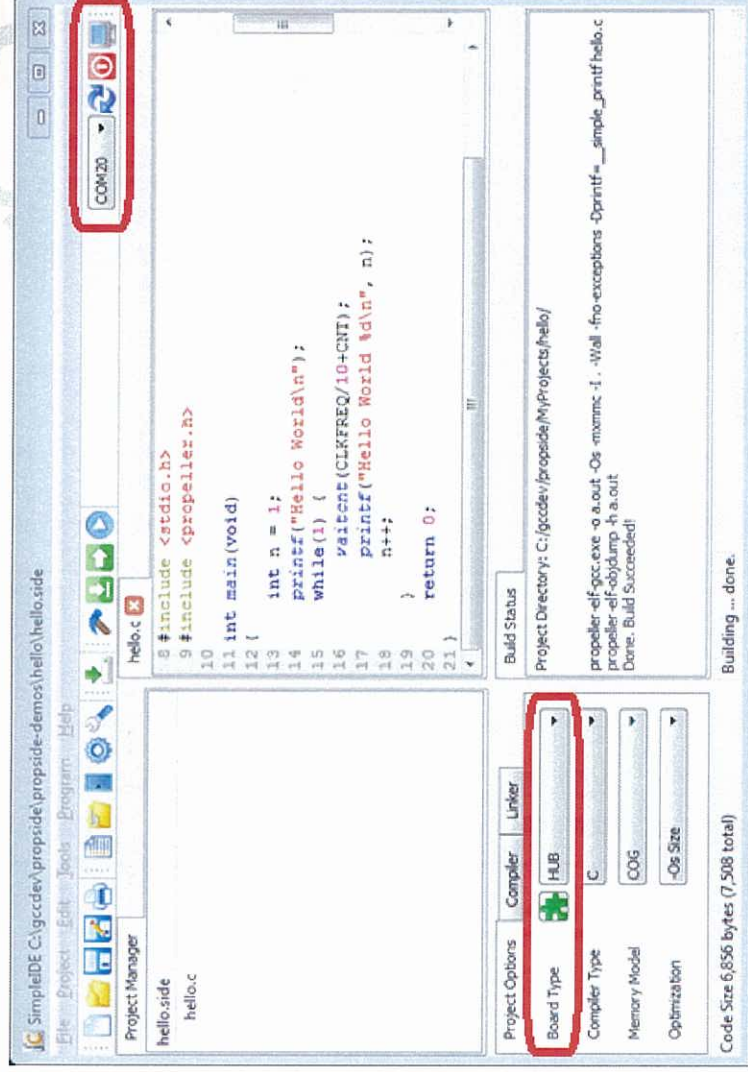 SimpleIDE C:\gccdev\propside\propside-demos\hello\hello.side
File Project Edit Tools Program Help
COM20
Project Manager
hello.side
hello.c
hello.c
8 #include <stdio.h>
9 #include <propeller.h>
10
11 int main(void)
12 {
13 int n = 1;
14 printf("Hello World\n");
15 while(1) {
16 waitcnt(CLKFREQ/10+CNT);
17 printf("Hello World %d\n", n);
18 n++;
19 }
20 return 0;
21 }
Project Options Compiler Linker
Board Type HUB
Compiler Type C
Memory Model COG
Optimization -Os Size
Build Status
Project Directory: C:/gccdev/propside/MyProjects/hello/
propeller-elf-gcc.exe -o a.out -Os -mxmmc -I . -Wall -fno-exceptions -Dprintf=__simple_printf hello.c
propeller-elf-objdump -h a.out
Done. Build Succeeded!
Code Size 6,856 bytes (7,508 total)
Building ... done.